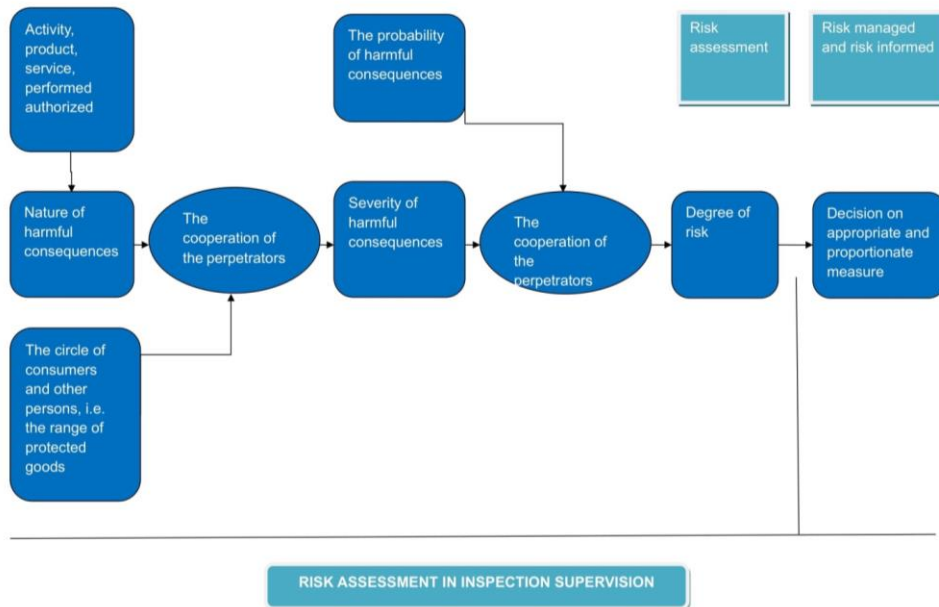 Activity,
product,
service,
performed
authorized
The probability
of harmful
consequences
Risk
assessment
Risk managed
and risk informed
Nature of
harmful
consequences
The
cooperation of
the perpetrators
Severity of
harmful
consequences
The
cooperation of
the
perpetrators
Degree of
risk
Decision on
appropriate and
proportionate
measure
The circle of
consumers
and other
persons, i.e.
the range of
protected
goods
RISK ASSESSMENT IN INSPECTION SUPERVISION